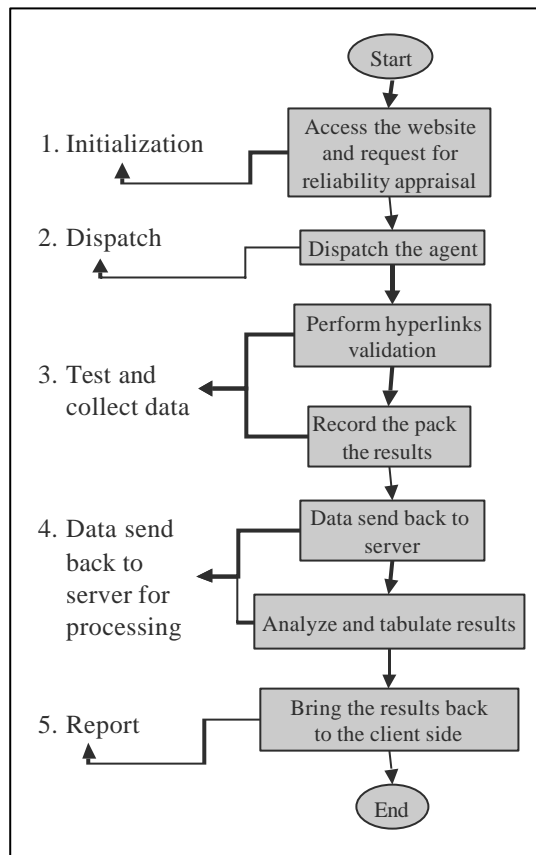 Start
1. Initialization
Access the website
and request for
reliability appraisal
2. Dispatch
Dispatch the agent
Perform hyperlinks
validation
3. Test and
collect data
Record the pack
the results
4. Data send
back to
server for
processing
Data send back to
server
Analyze and tabulate results
5. Report
Bring the results back
to the client side
End